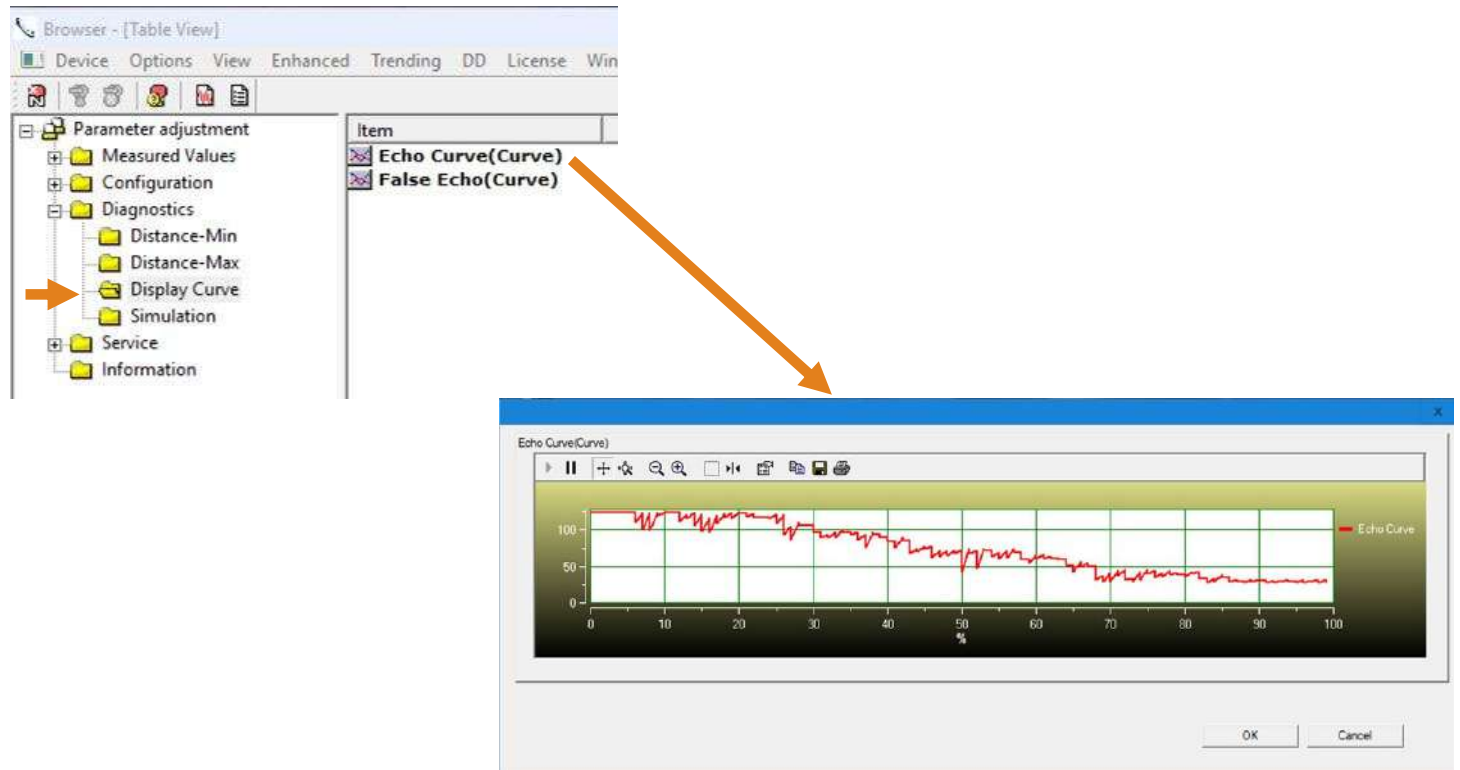 Browser - [Table View]
Device Options View Enhanced Trending DD License Win
Parameter adjustment
Measured Values
Configuration
Diagnostics
Distance-Min
Distance-Max
Display Curve
Simulation
Service
Information
Item
Echo Curve(Curve)
False Echo(Curve)
x
Echo Curve(Curve)
100
50
0
0 10 20 30 40 50 60 70 80 90 100
%
Echo Curve
OK Cancel